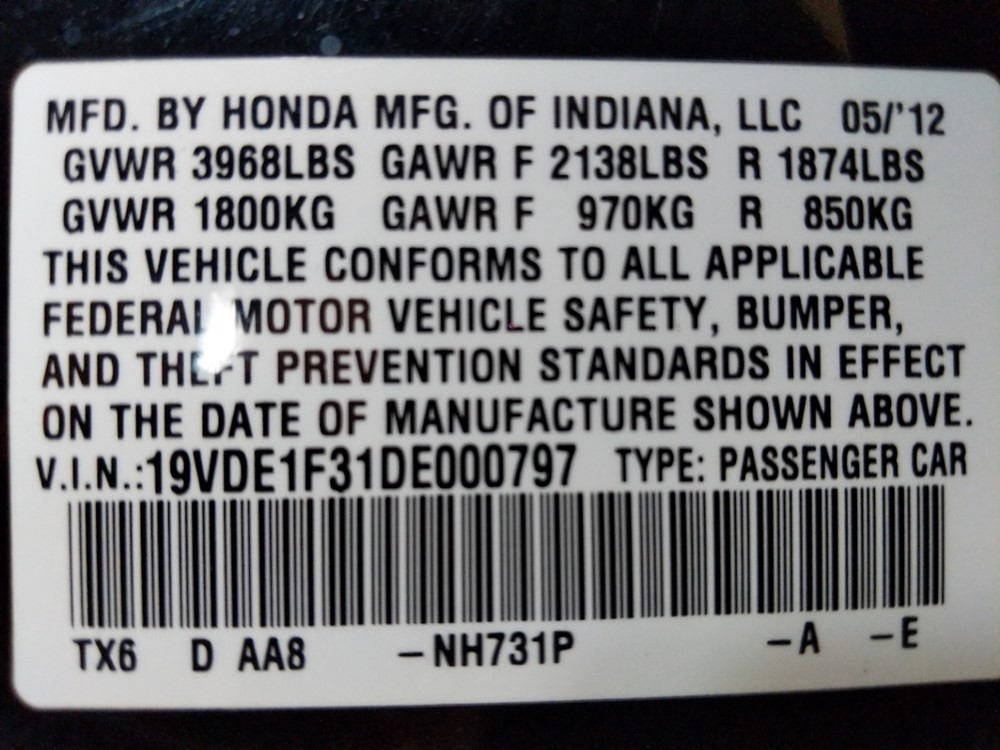 MFD. BY HONDA MFG. OF INDIANA, LLC 05/'12
GVWR 3968LBS GAWR F 2138LBS R 1874LBS
GVWR 1800KG GAWR F 970KG R 850KG
THIS VEHICLE CONFORMS TO ALL APPLICABLE
FEDERAL MOTOR VEHICLE SAFETY, BUMPER,
AND THEFT PREVENTION STANDARDS IN EFFECT
ON THE DATE OF MANUFACTURE SHOWN ABOVE.
V.I.N.:19VDE1F31DE000797 TYPE: PASSENGER CAR
TX6 D AA8 –NH731P –A –E